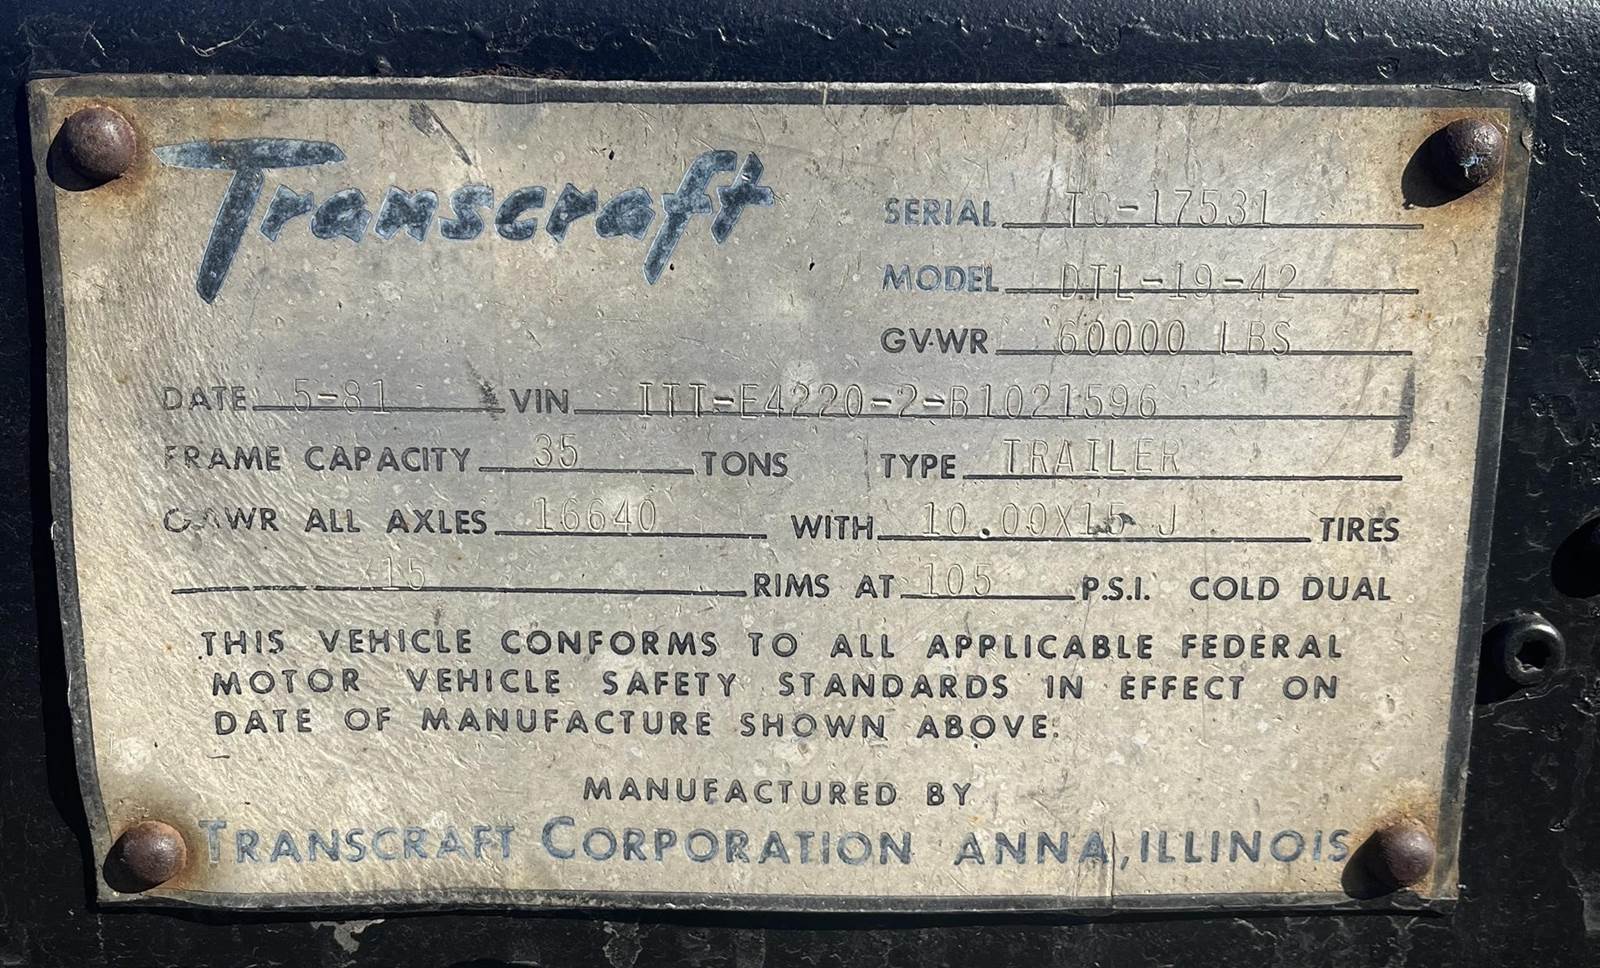 Transcraft
SERIAL TC-17531
MODEL DTL-19-42
GVWR 60000 LBS
DATE 5-81 VIN ITT-E4220-2-B1021596
FRAME CAPACITY 35 TONS TYPE TRAILER
GAWR ALL AXLES 16640 WITH 10.00X15 J TIRES
X15 RIMS AT 105 P.S.I. COLD DUAL
THIS VEHICLE CONFORMS TO ALL APPLICABLE FEDERAL
MOTOR VEHICLE SAFETY STANDARDS IN EFFECT ON
DATE OF MANUFACTURE SHOWN ABOVE.
MANUFACTURED BY
TRANSCRAFT CORPORATION ANNA, ILLINOIS